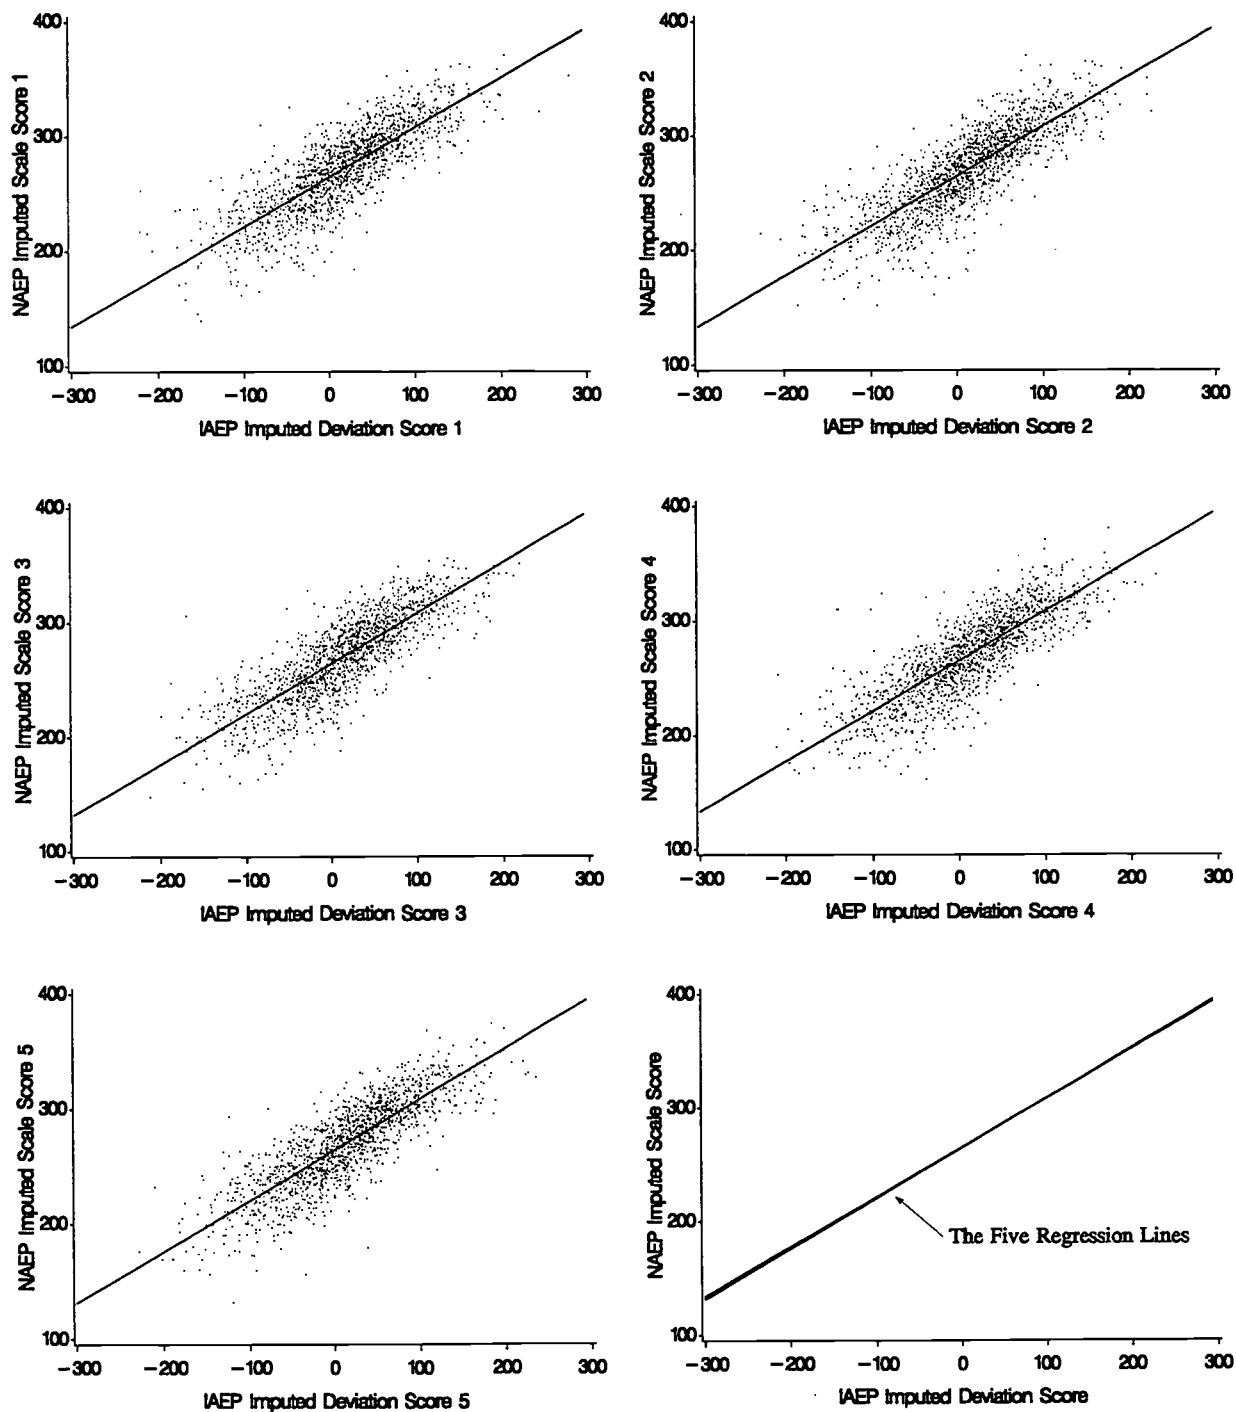 400
300
200
100
NAEP Imputed Scale Score 1
−300 −200 −100 0 100 200 300
IAEP Imputed Deviation Score 1
400
300
200
100
NAEP Imputed Scale Score 2
−300 −200 −100 0 100 200 300
IAEP Imputed Deviation Score 2
400
300
200
100
NAEP Imputed Scale Score 3
−300 −200 −100 0 100 200 300
IAEP Imputed Deviation Score 3
400
300
200
100
NAEP Imputed Scale Score 4
−300 −200 −100 0 100 200 300
IAEP Imputed Deviation Score 4
400
300
200
100
NAEP Imputed Scale Score 5
−300 −200 −100 0 100 200 300
IAEP Imputed Deviation Score 5
400
300
200
100
NAEP Imputed Scale Score
The Five Regression Lines
−300 −200 −100 0 100 200 300
IAEP Imputed Deviation Score